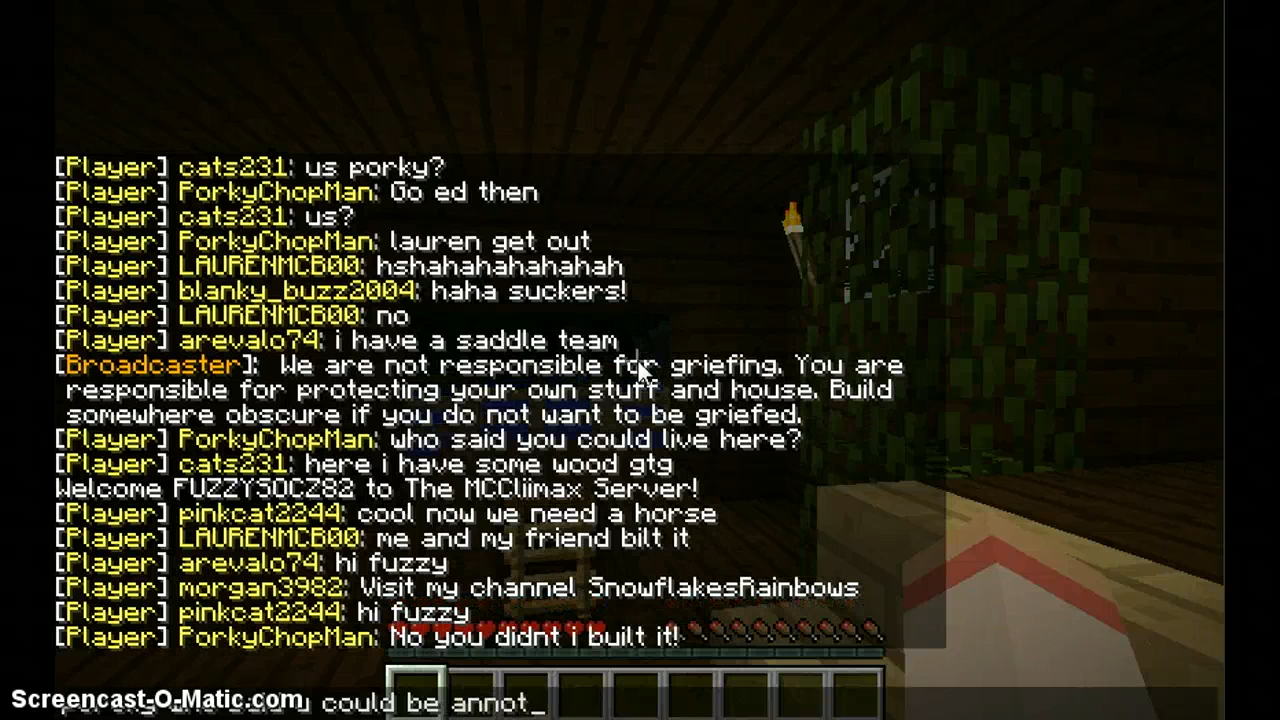 [Player] cats231: us porky?
[Player] PorkyChopMan: Go ed then
[Player] cats231: us?
[Player] PorkyChopMan: lauren get out
[Player] LAURENMCB00: hshahahahahahah
[Player] blanky_buzz2004: haha suckers!
[Player] LAURENMCB00: no
[Player] arevalo74: i have a saddle team
[Broadcaster]: We are not responsible for griefing. You are
responsible for protecting your own stuff and house. Build
somewhere obscure if you do not want to be griefed.
[Player] PorkyChopMan: who said you could live here?
[Player] cats231: here i have some wood gtg
Welcome FUZZYSOCZ82 to The MCCliimax Server!
[Player] pinkcat2244: cool now we need a horse
[Player] LAURENMCB00: me and my friend bilt it
[Player] arevalo74: hi fuzzy
[Player] morgan3982: Visit my channel SnowflakesRainbows
[Player] pinkcat2244: hi fuzzy
[Player] PorkyChopMan: No you didnt i built it!
u could be annot_
Screencast-O-Matic.com